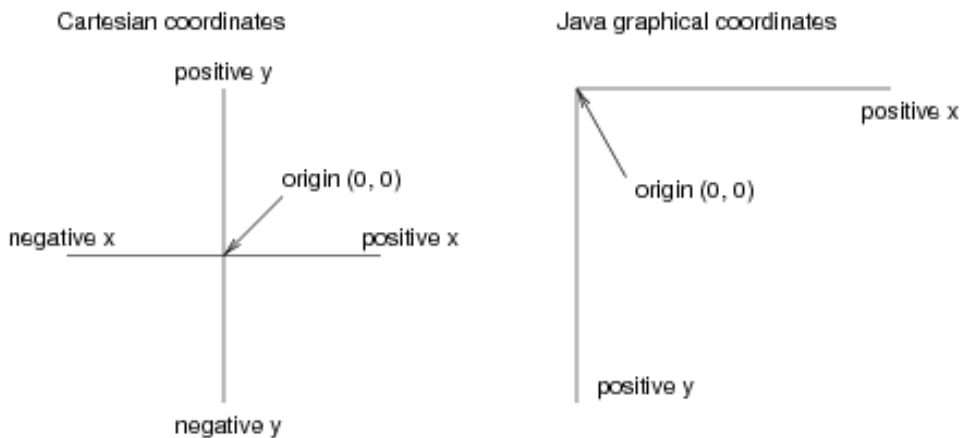 Cartesian coordinates
positive y
origin (0, 0)
negative x
positive x
negative y
Java graphical coordinates
positive x
origin (0, 0)
positive y